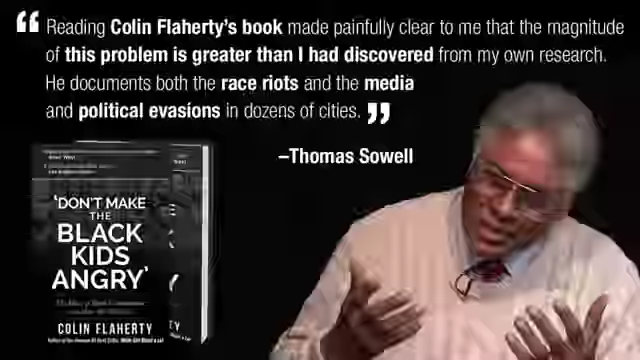 “ Reading Colin Flaherty's book made painfully clear to me that the magnitude
of this problem is greater than I had discovered from my own research.
He documents both the race riots and the media
and political evasions in dozens of cities. ”
–Thomas Sowell
'DON'T MAKE
THE
BLACK
KIDS
ANGRY'
COLIN FLAHERTY